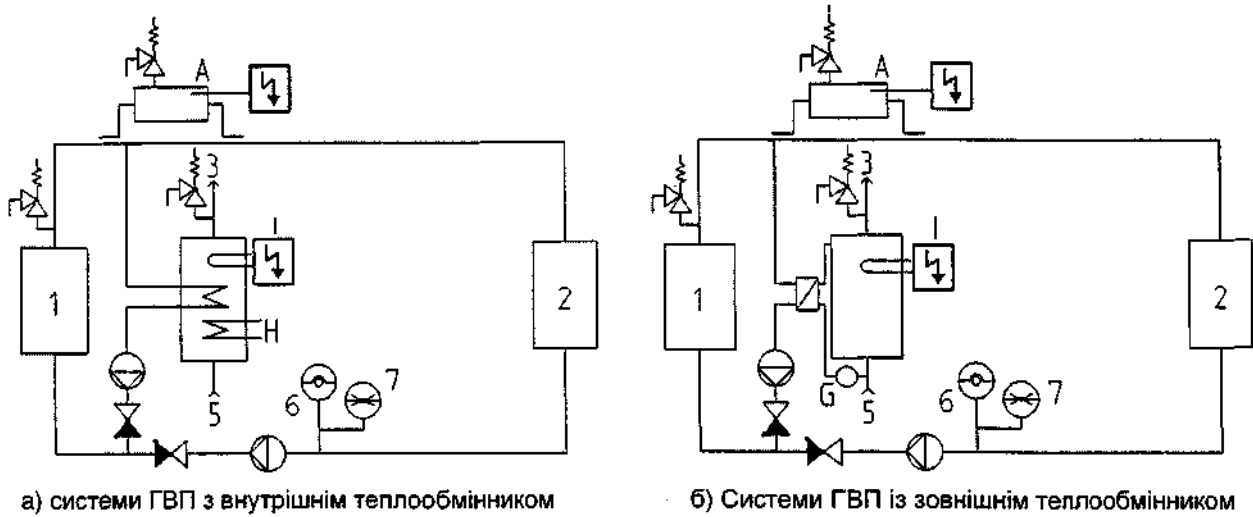 A
A
3
3
I
I
1
2
1
2
H
G
5
5
6
7
6
7
а) системи ГВП з внутрішнім теплообмінником
б) Системи ГВП із зовнішнім теплообмінником